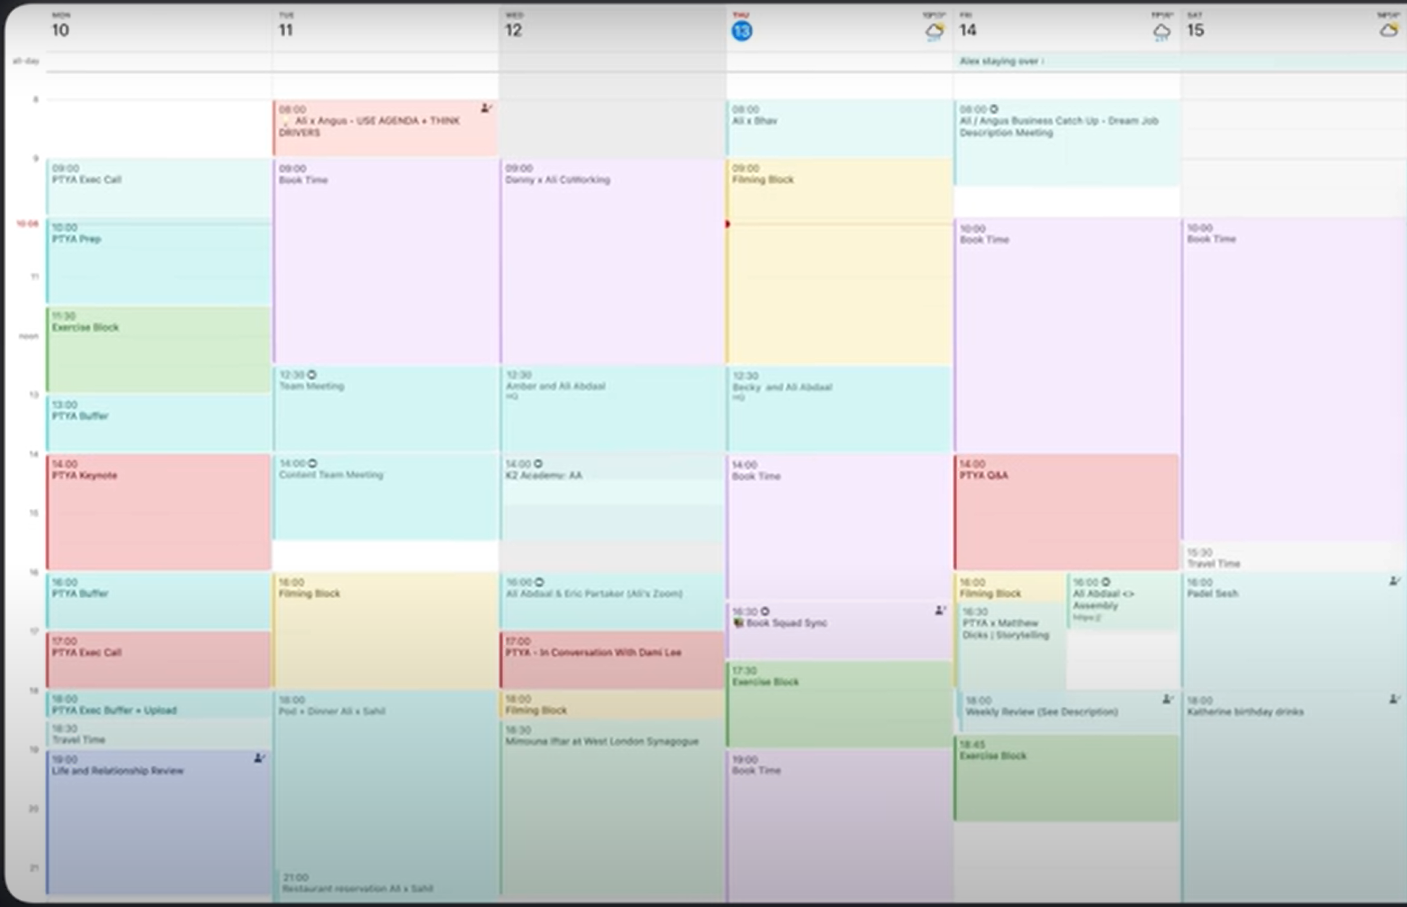 MON
10
TUE
11
WED
12
THU
13
FRI
14
SAT
15
all-day
Alex staying over
8
9
10:08
11
noon
13
14
15
16
17
18
19
20
21
09:00
PTYA Exec Call
10:00
PTYA Prep
11:30
Exercise Block
13:00
PTYA Buffer
14:00
PTYA Keynote
16:00
PTYA Buffer
17:00
PTYA Exec Call
18:00
PTYA Exec Buffer + Upload
18:30
Travel Time
19:00
Life and Relationship Review
08:00
Ali x Angus - USE AGENDA + THINK
DRIVERS
09:00
Book Time
12:30
Team Meeting
14:00
Content Team Meeting
16:00
Filming Block
18:00
Pod + Dinner Ali x Sahil
21:00
Restaurant reservation Ali x Sahil
09:00
Danny x Ali CoWorking
12:30
Amber and Ali Abdaal
HQ
14:00
K2 Academy: AA
16:00
Ali Abdaal & Eric Partaker (Ali's Zoom)
17:00
PTYA - In Conversation With Dami Lee
18:00
Filming Block
18:30
Mimouna Iftar at West London Synagogue
08:00
Ali x Bhav
09:00
Filming Block
12:30
Becky and Ali Abdaal
HQ
14:00
Book Time
16:30
Book Squad Sync
17:30
Exercise Block
19:00
Book Time
08:00
Ali / Angus Business Catch Up - Dream Job
Description Meeting
10:00
Book Time
14:00
PTYA Q&A
16:00
Filming Block
16:30
PTYA x Matthew
Dicks | Storytelling
16:00
Ali Abdaal <>
Assembly
https://
18:00
Weekly Review (See Description)
18:45
Exercise Block
10:00
Book Time
15:30
Travel Time
16:00
Padel Sesh
18:00
Katherine birthday drinks